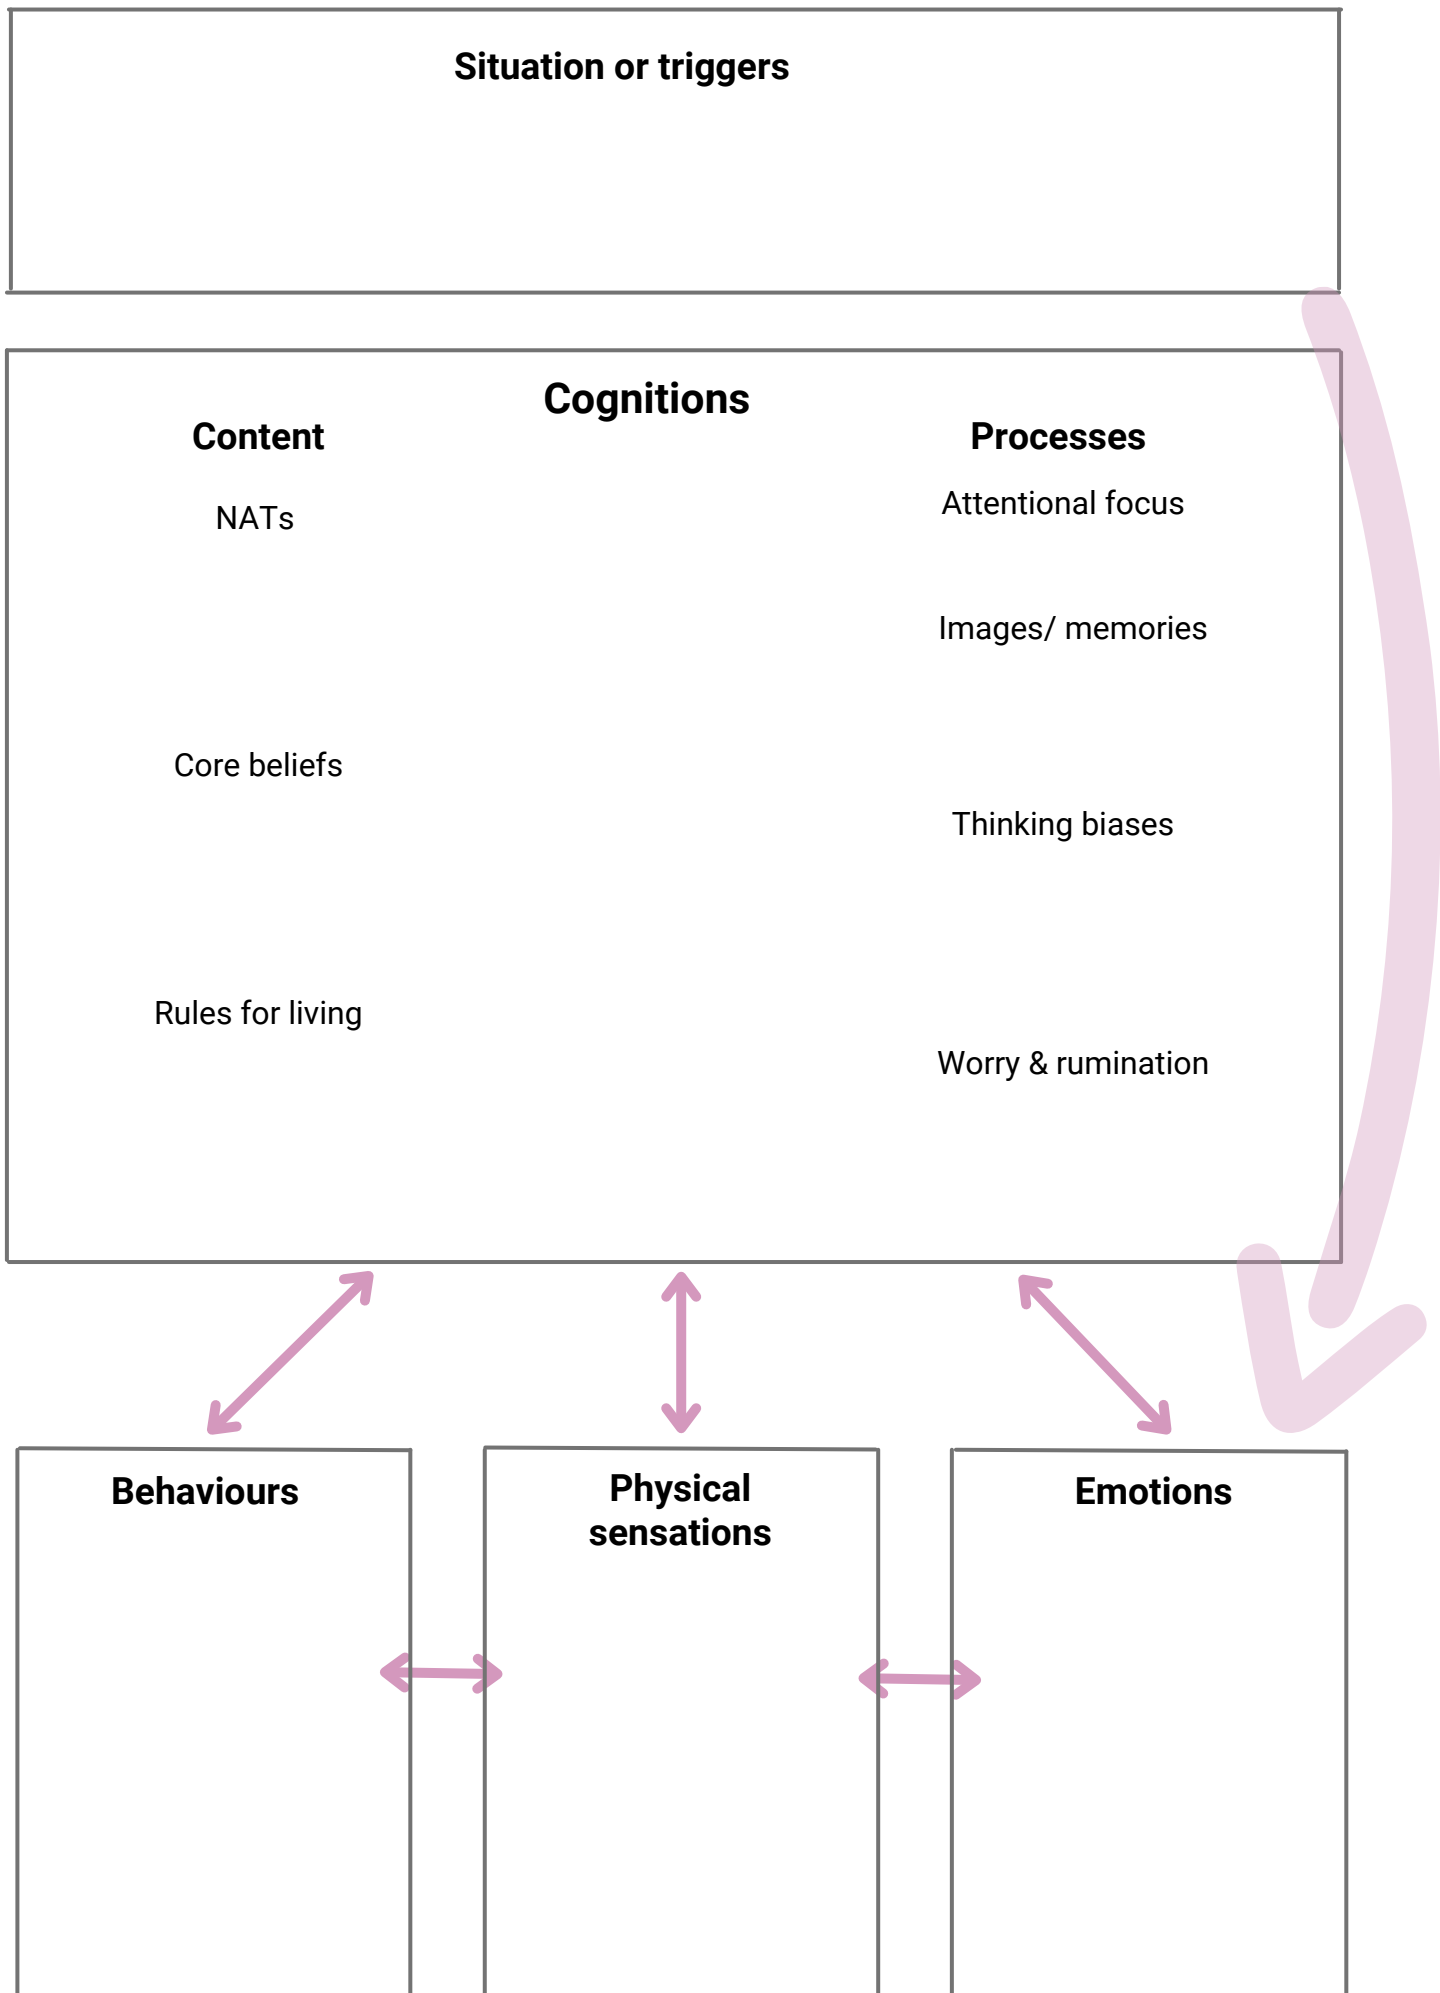 Situation or triggers
Cognitions
Content
NATs
Core beliefs
Rules for living
Processes
Attentional focus
Images/ memories
Thinking biases
Worry & rumination
Behaviours
Physical
sensations
Emotions